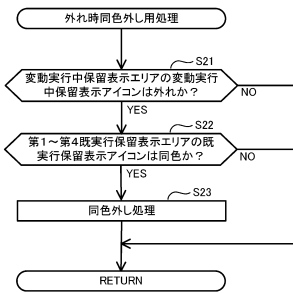 外れ時同色外し用処理
S21
変動実行中保留表示エリアの変動実行
中保留表示アイコンは外れか？
NO
YES
S22
第1～第4既実行保留表示エリアの既
実行保留表示アイコンは同色か？
NO
YES
S23
同色外し処理
RETURN